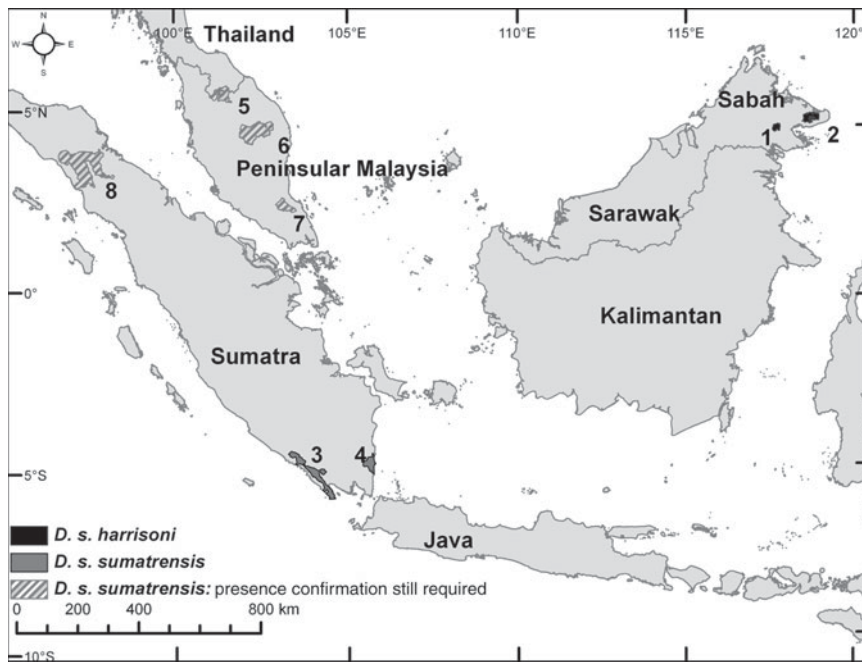 100°E 105°E 110°E 115°E 120°
N
W E
S
Thailand
5°N
5
6
Peninsular Malaysia
7
8
Sabah
1 2
Sarawak
0°
Kalimantan
Sumatra
3 4
5°S
Java
D. s. harrisoni
D. s. sumatrensis
D. s. sumatrensis: presence confirmation still required
0 200 400 800 km
10°S